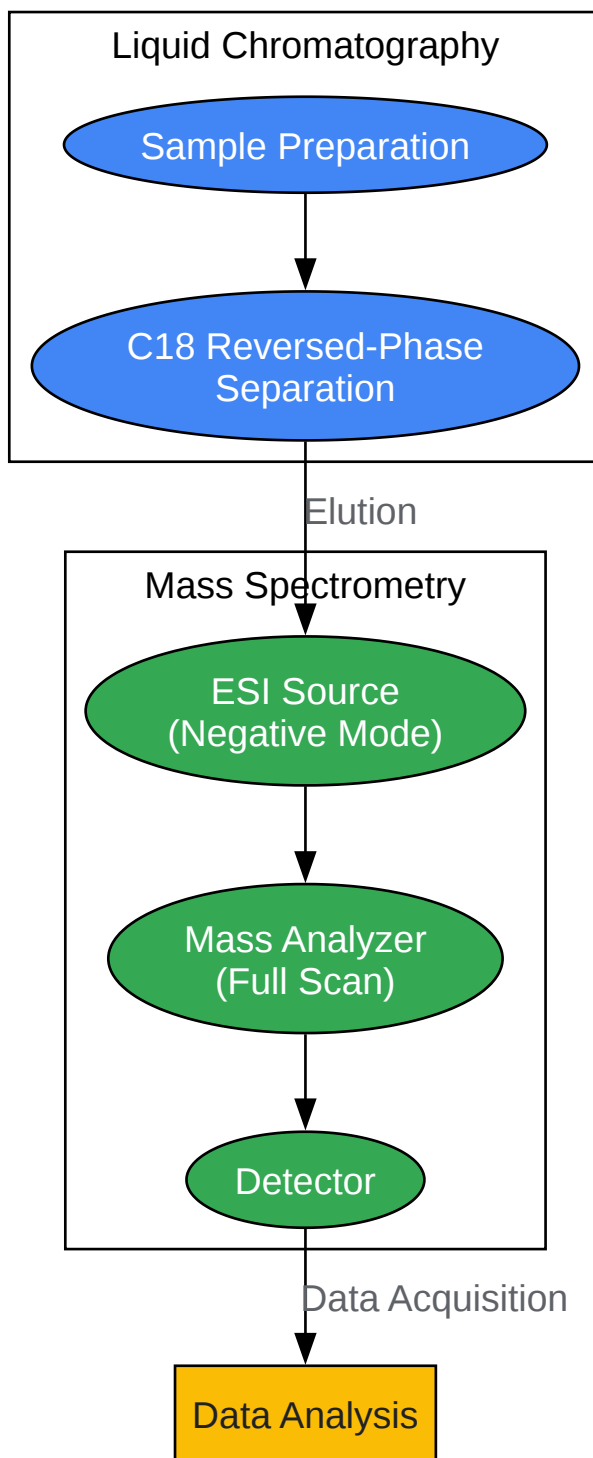 Liquid Chromatography
Sample Preparation
C18 Reversed-Phase
Separation
Elution
Mass Spectrometry
ESI Source
(Negative Mode)
Mass Analyzer
(Full Scan)
Detector
Data Acquisition
Data Analysis